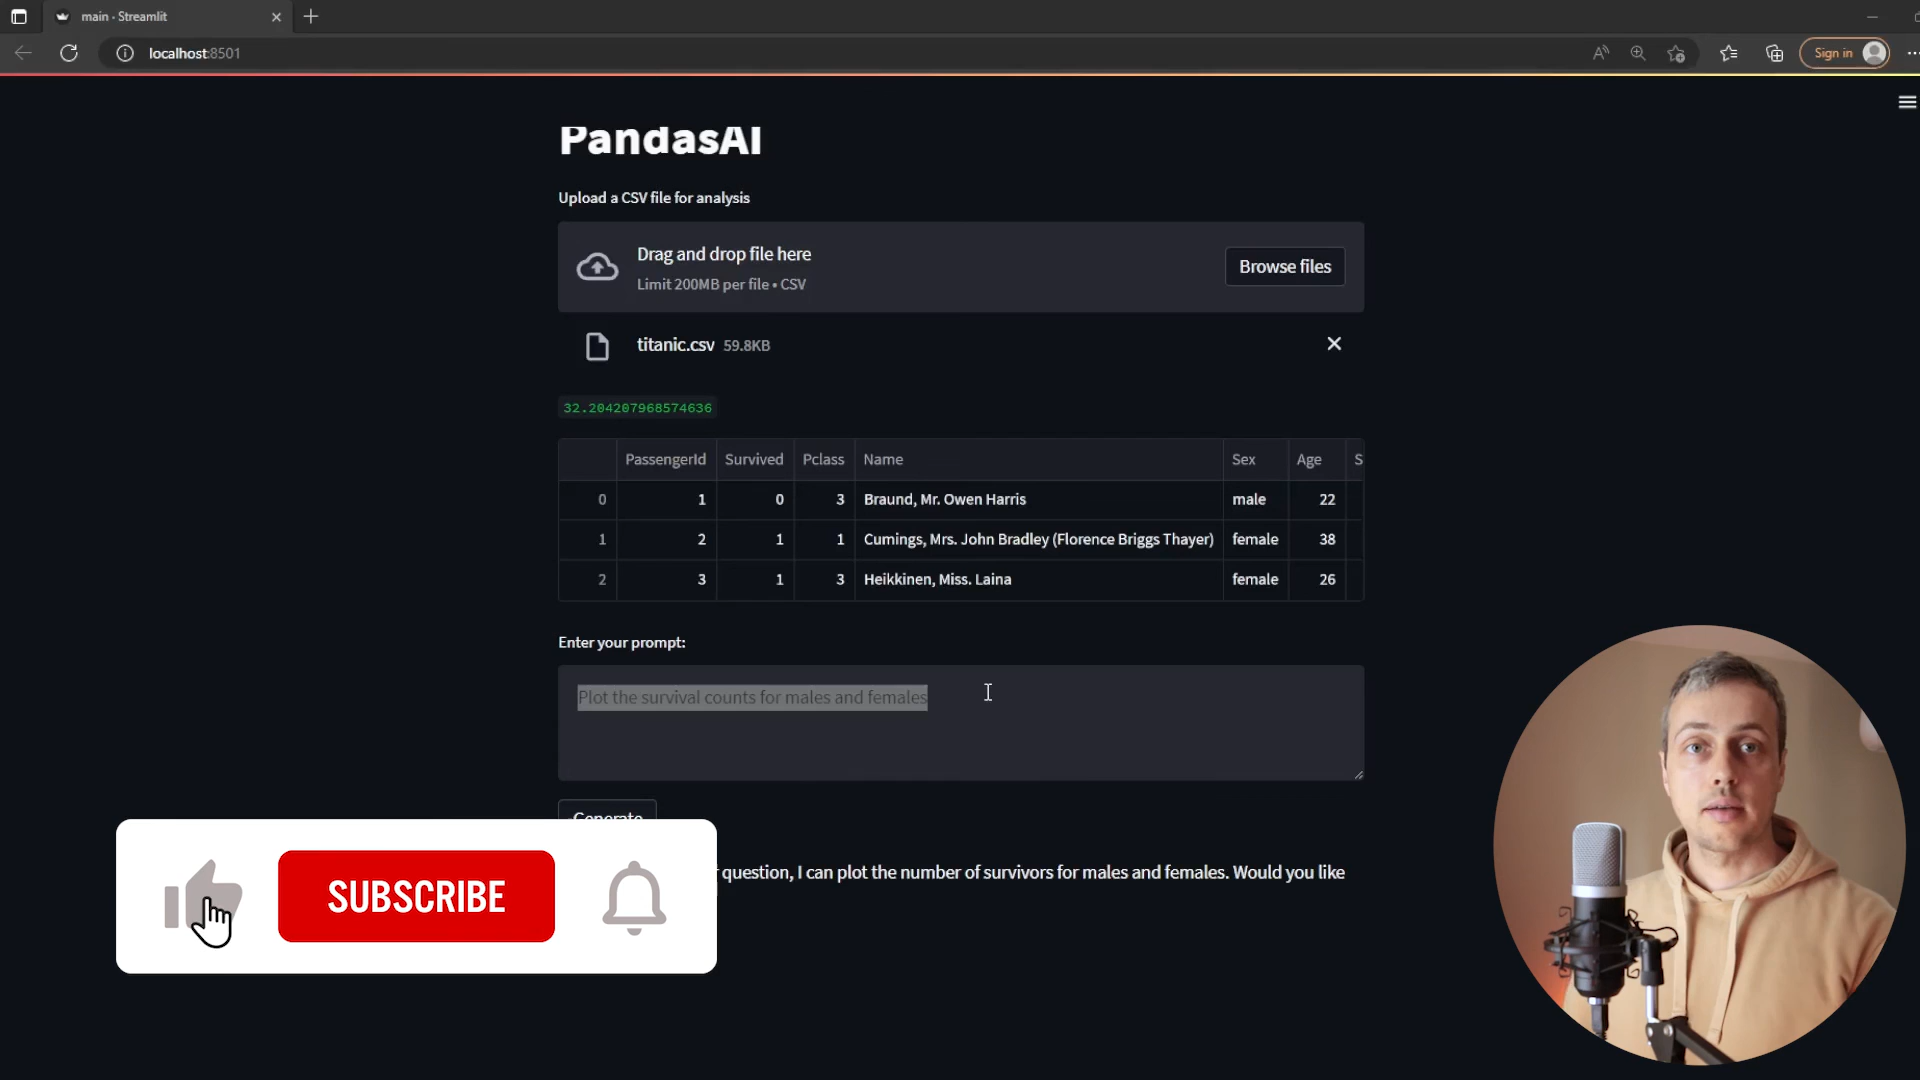 main - Streamlit
localhost:8501
Sign in
PandasAI
Upload a CSV file for analysis
Drag and drop file here
Limit 200MB per file • CSV
Browse files
titanic.csv 59.8KB
32.204207968574636
PassengerId Survived Pclass Name Sex Age S
0 1 0 3 Braund, Mr. Owen Harris male 22
1 2 1 1 Cumings, Mrs. John Bradley (Florence Briggs Thayer) female 38
2 3 1 3 Heikkinen, Miss. Laina female 26
Enter your prompt:
Plot the survival counts for males and females
Generate
question, I can plot the number of survivors for males and females. Would you like
SUBSCRIBE